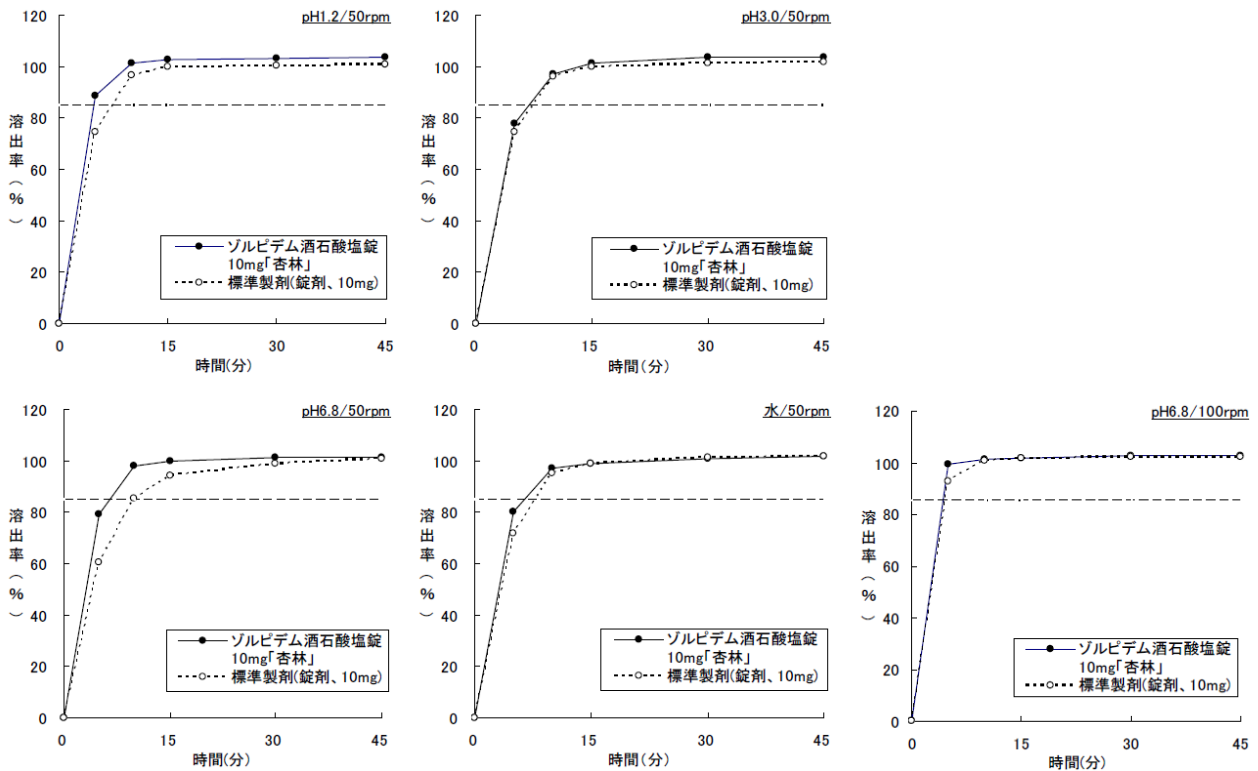 pH1.2/50rpm
120
100
80
60
40
20
0
溶出率(%)
ゾルピデム酒石酸塩錠
10mg「杏林」
標準製剤(錠剤、10mg)
0 15 30 45
時間(分)
pH3.0/50rpm
120
100
80
60
40
20
0
溶出率(%)
ゾルピデム酒石酸塩錠
10mg「杏林」
標準製剤(錠剤、10mg)
0 15 30 45
時間(分)
pH6.8/50rpm
120
100
80
60
40
20
0
溶出率(%)
ゾルピデム酒石酸塩錠
10mg「杏林」
標準製剤(錠剤、10mg)
0 15 30 45
時間(分)
水/50rpm
120
100
80
60
40
20
0
溶出率(%)
ゾルピデム酒石酸塩錠
10mg「杏林」
標準製剤(錠剤、10mg)
0 15 30 45
時間(分)
pH6.8/100rpm
120
100
80
60
40
20
0
溶出率(%)
ゾルピデム酒石酸塩錠
10mg「杏林」
標準製剤(錠剤、10mg)
0 15 30 45
時間(分)